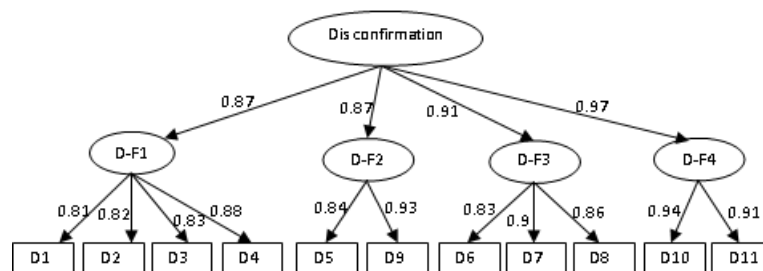 Dis confirmation
0.87
0.87
0.91
0.97
D-F1
D-F2
D-F3
D-F4
0.81
0.82
0.83
0.88
0.84
0.93
0.83
0.9
0.86
0.94
0.91
D1
D2
D3
D4
D5
D9
D6
D7
D8
D10
D11